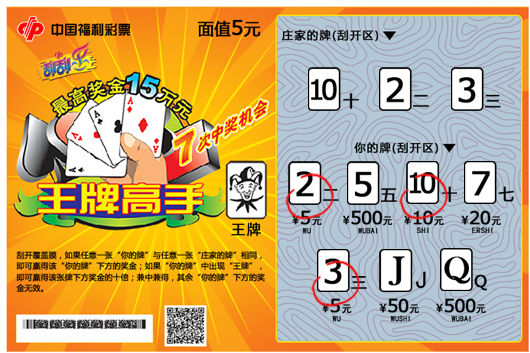 中国福利彩票
面值5元
刮刮乐
最高奖金15万元
7次中奖机会
王牌高手
王牌
刮开覆盖膜，如果任意一张“你的牌”与任意一张“庄家的牌”相同，
即可赢得该“你的牌”下方的奖金；如果“你的牌”中出现“王牌”，
即可赢得该张牌下方奖金的十倍；兼中兼得，其余“你的牌”下方的奖
金无效。
庄家的牌(刮开区)
10 十 2 二 3 三
你的牌(刮开区)
2 二 5 五 10 十 7 七
¥5元 ¥500元 ¥10元 ¥20元
WU WUBAI SHI ERSHI
3 三 J J Q Q
¥5元 ¥50元 ¥500元
WU WUSHI WUBAI